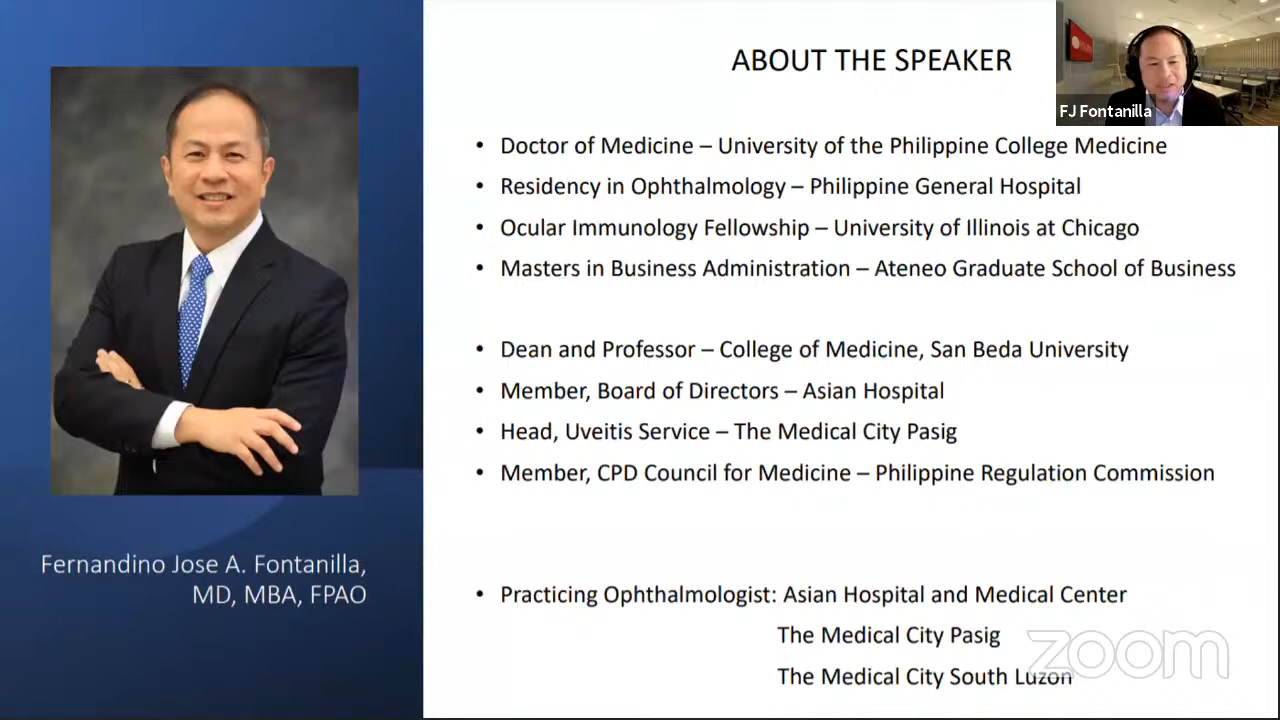 ABOUT THE SPEAKER
FJ Fontanilla
• Doctor of Medicine – University of the Philippine College Medicine
• Residency in Ophthalmology – Philippine General Hospital
• Ocular Immunology Fellowship – University of Illinois at Chicago
• Masters in Business Administration – Ateneo Graduate School of Business
• Dean and Professor – College of Medicine, San Beda University
• Member, Board of Directors – Asian Hospital
• Head, Uveitis Service – The Medical City Pasig
• Member, CPD Council for Medicine – Philippine Regulation Commission
Fernandino Jose A. Fontanilla,
MD, MBA, FPAO
• Practicing Ophthalmologist: Asian Hospital and Medical Center
The Medical City Pasig
The Medical City South Luzon
zoom